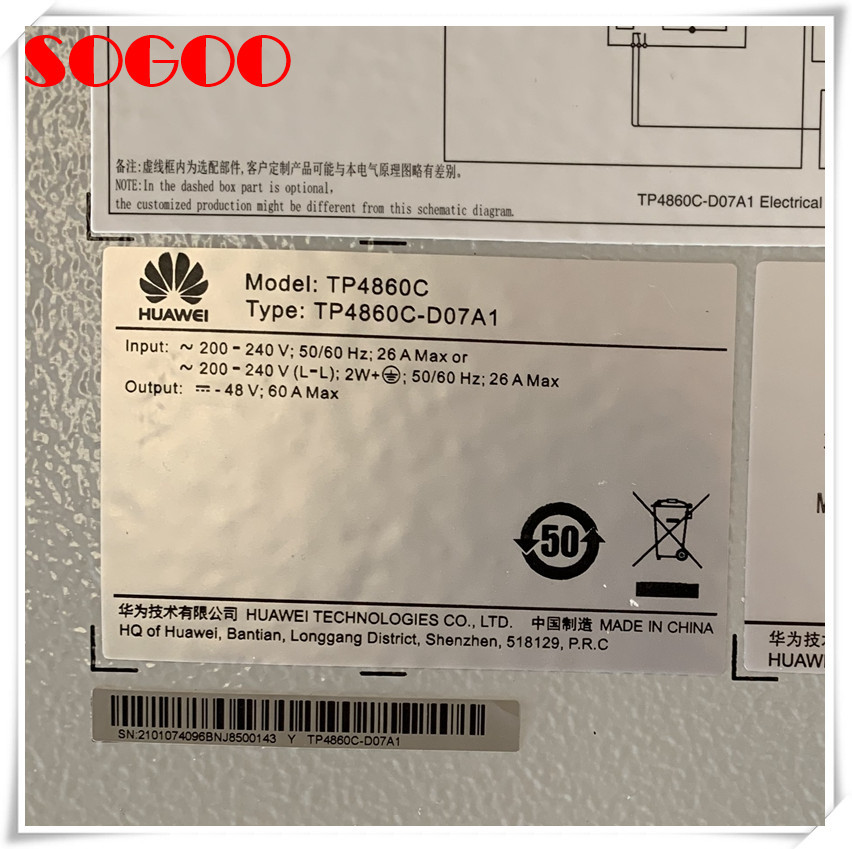 SOGOO
备注:虚线框内为选配部件,客户定制产品可能与本电气原理图略有差别。
NOTE:In the dashed box part is optional,
the customized production might be different from this schematic diagram.
TP4860C-D07A1 Electrical
HUAWEI
Model: TP4860C
Type: TP4860C-D07A1
Input: ~ 200 - 240 V; 50/60 Hz; 26 A Max or
~ 200 - 240 V (L-L); 2W+⏚; 50/60 Hz; 26 A Max
Output: ⎓ - 48 V; 60 A Max
50
华为技术有限公司 HUAWEI TECHNOLOGIES CO., LTD. 中国制造 MADE IN CHINA
HQ of Huawei, Bantian, Longgang District, Shenzhen, 518129, P.R.C
华为技
HUAW
SN:2101074096BNJ8500143 Y TP4860C-D07A1